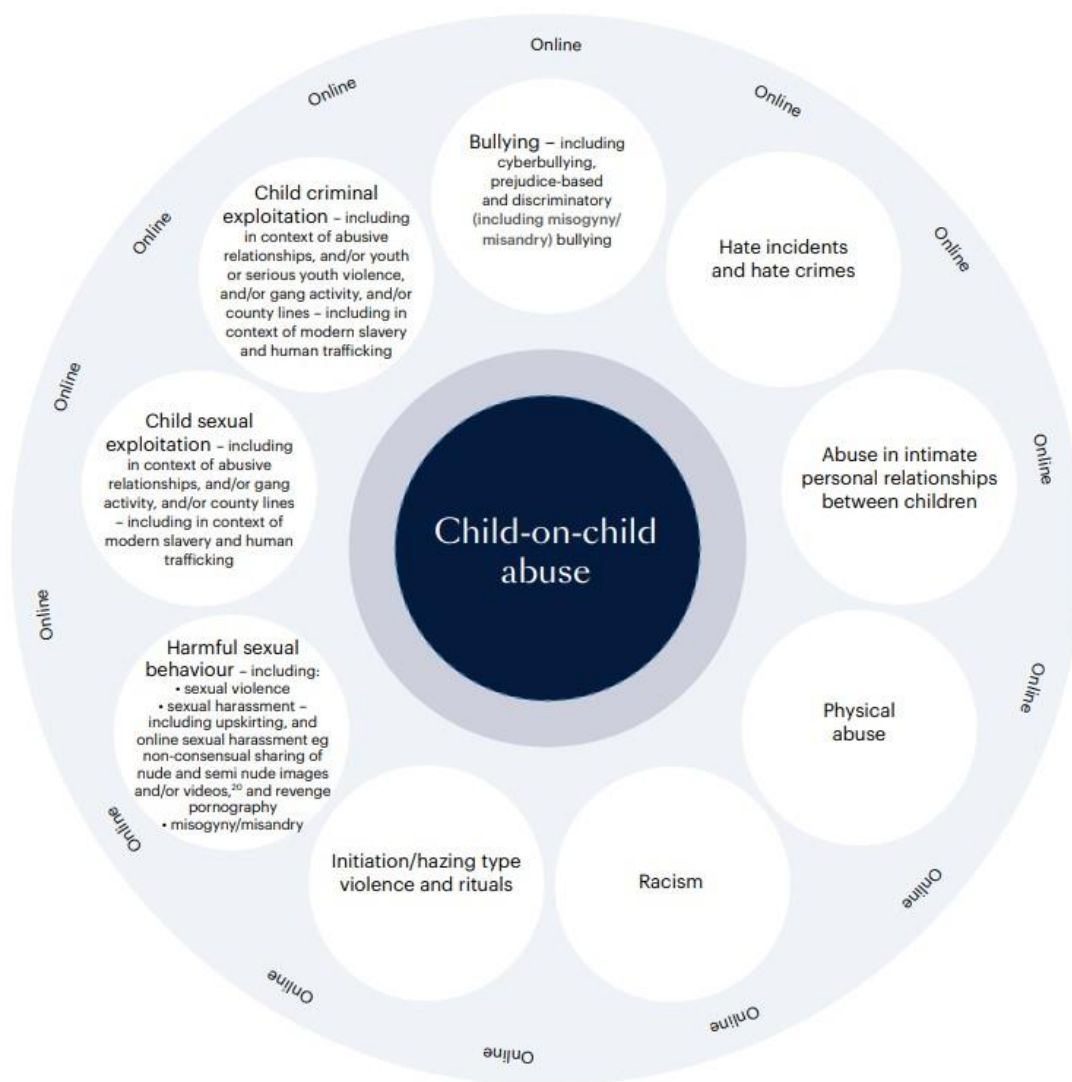 Online
Online
Online
Online
Online
Online
Online
Online
Online
Online
Online
Online
Online
Online
Bullying – including
cyberbullying,
prejudice-based
and discriminatory
(including misogyny/
misandry) bullying
Hate incidents
and hate crimes
Abuse in intimate
personal relationships
between children
Physical
abuse
Racism
Initiation/hazing type
violence and rituals
Harmful sexual
behaviour – including:
• sexual violence
• sexual harassment –
including upskirting, and
online sexual harassment eg
non-consensual sharing of
nude and semi nude images
and/or videos,²⁰ and revenge
pornography
• misogyny/misandry
Child sexual
exploitation – including
in context of abusive
relationships, and/or gang
activity, and/or county lines
– including in context of
modern slavery and human
trafficking
Child criminal
exploitation – including
in context of abusive
relationships, and/or youth
or serious youth violence,
and/or gang activity, and/or
county lines – including in
context of modern slavery
and human trafficking
Child-on-child
abuse